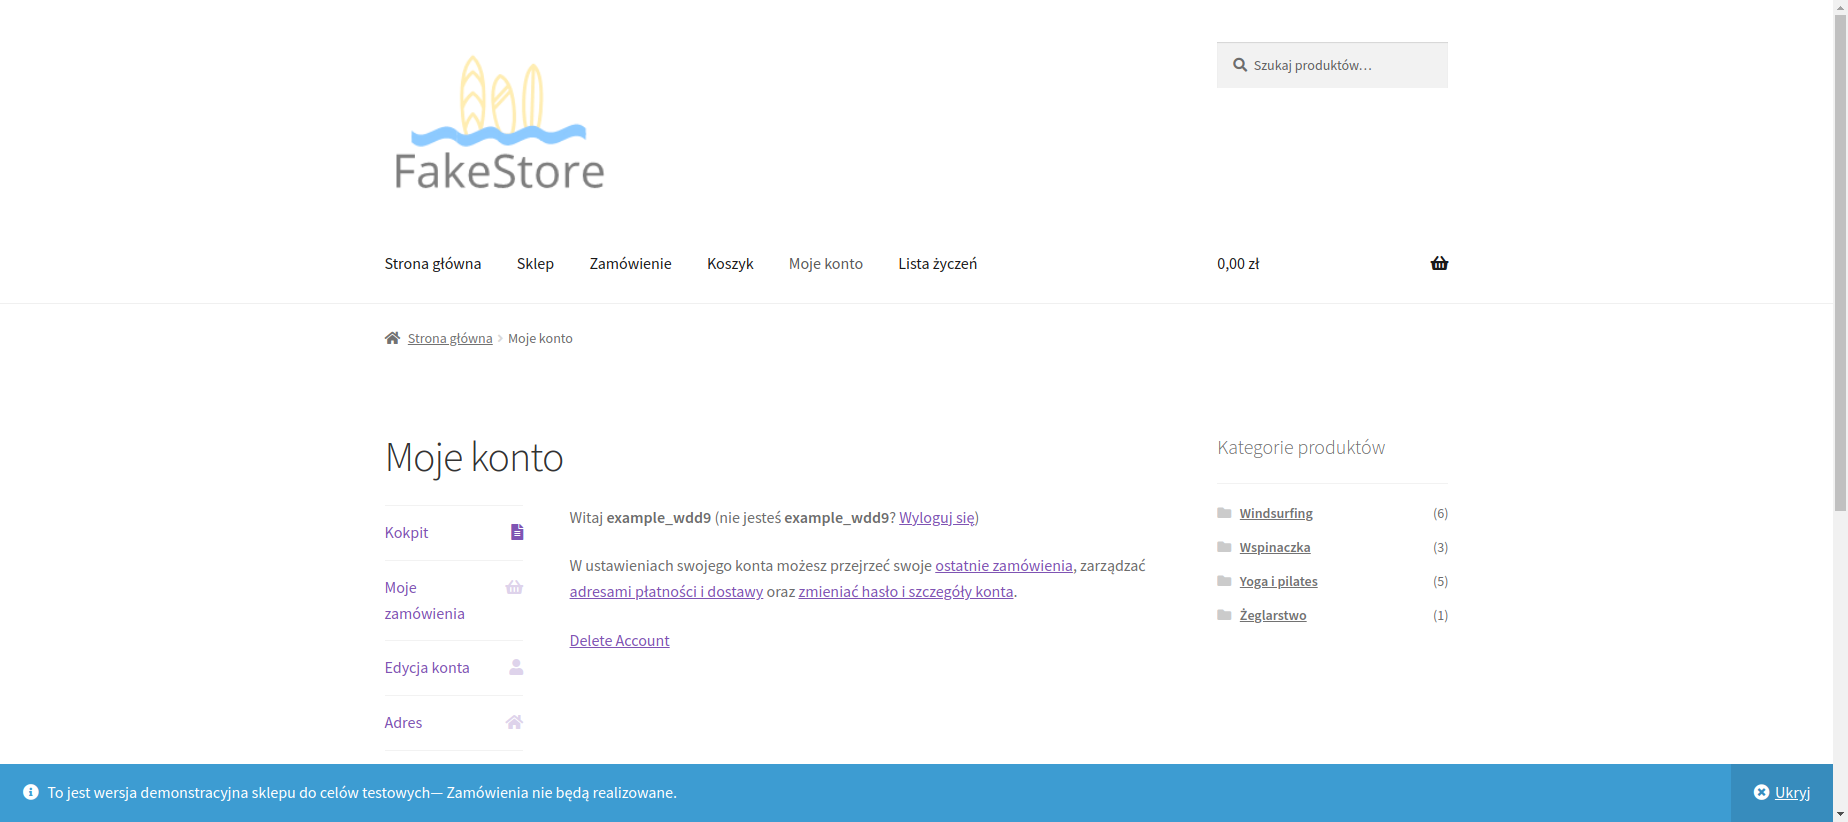 Szukaj produktów…
FakeStore
Strona główna Sklep Zamówienie Koszyk Moje konto Lista życzeń 0,00 zł
Strona główna Moje konto
Moje konto
Kokpit
Moje
zamówienia
Edycja konta
Adres
Witaj example_wdd9 (nie jesteś example_wdd9? Wyloguj się)
W ustawieniach swojego konta możesz przejrzeć swoje ostatnie zamówienia, zarządzać
adresami płatności i dostawy oraz zmieniać hasło i szczegóły konta.
Delete Account
Kategorie produktów
Windsurfing (6)
Wspinaczka (3)
Yoga i pilates (5)
Żeglarstwo (1)
To jest wersja demonstracyjna sklepu do celów testowych— Zamówienia nie będą realizowane. Ukryj